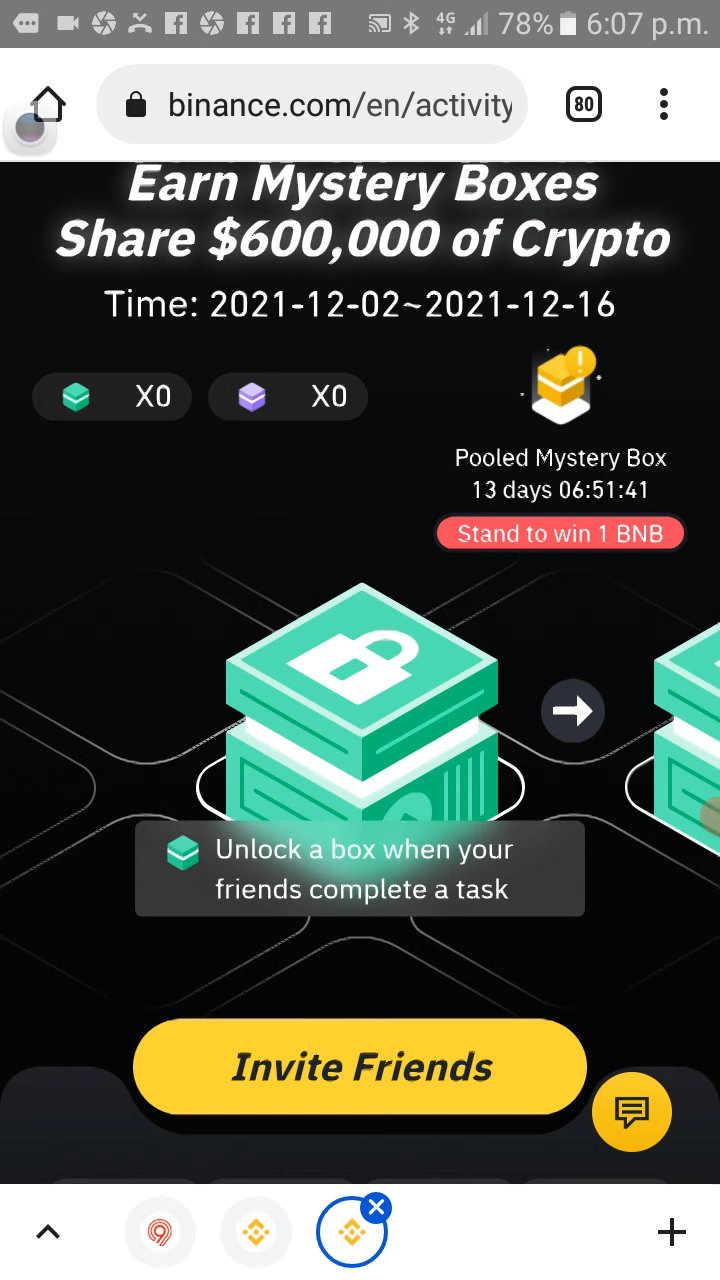 4G 78% 6:07 p.m.
binance.com/en/activity
80
Earn Mystery Boxes
Share $600,000 of Crypto
Time: 2021-12-02~2021-12-16
X0 X0
Pooled Mystery Box
13 days 06:51:41
Stand to win 1 BNB
Unlock a box when your
friends complete a task
Invite Friends